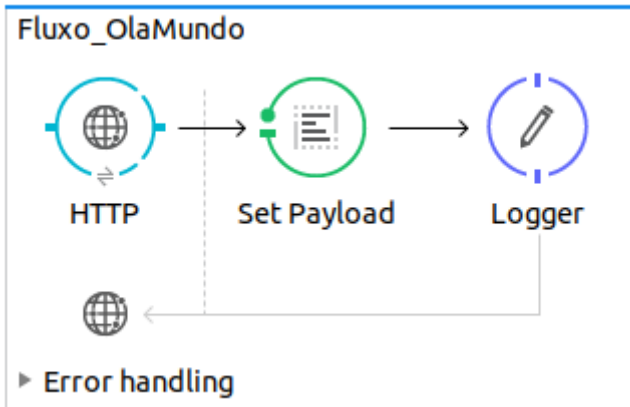 Fluxo_OlaMundo
HTTP
Set Payload
Logger
Error handling